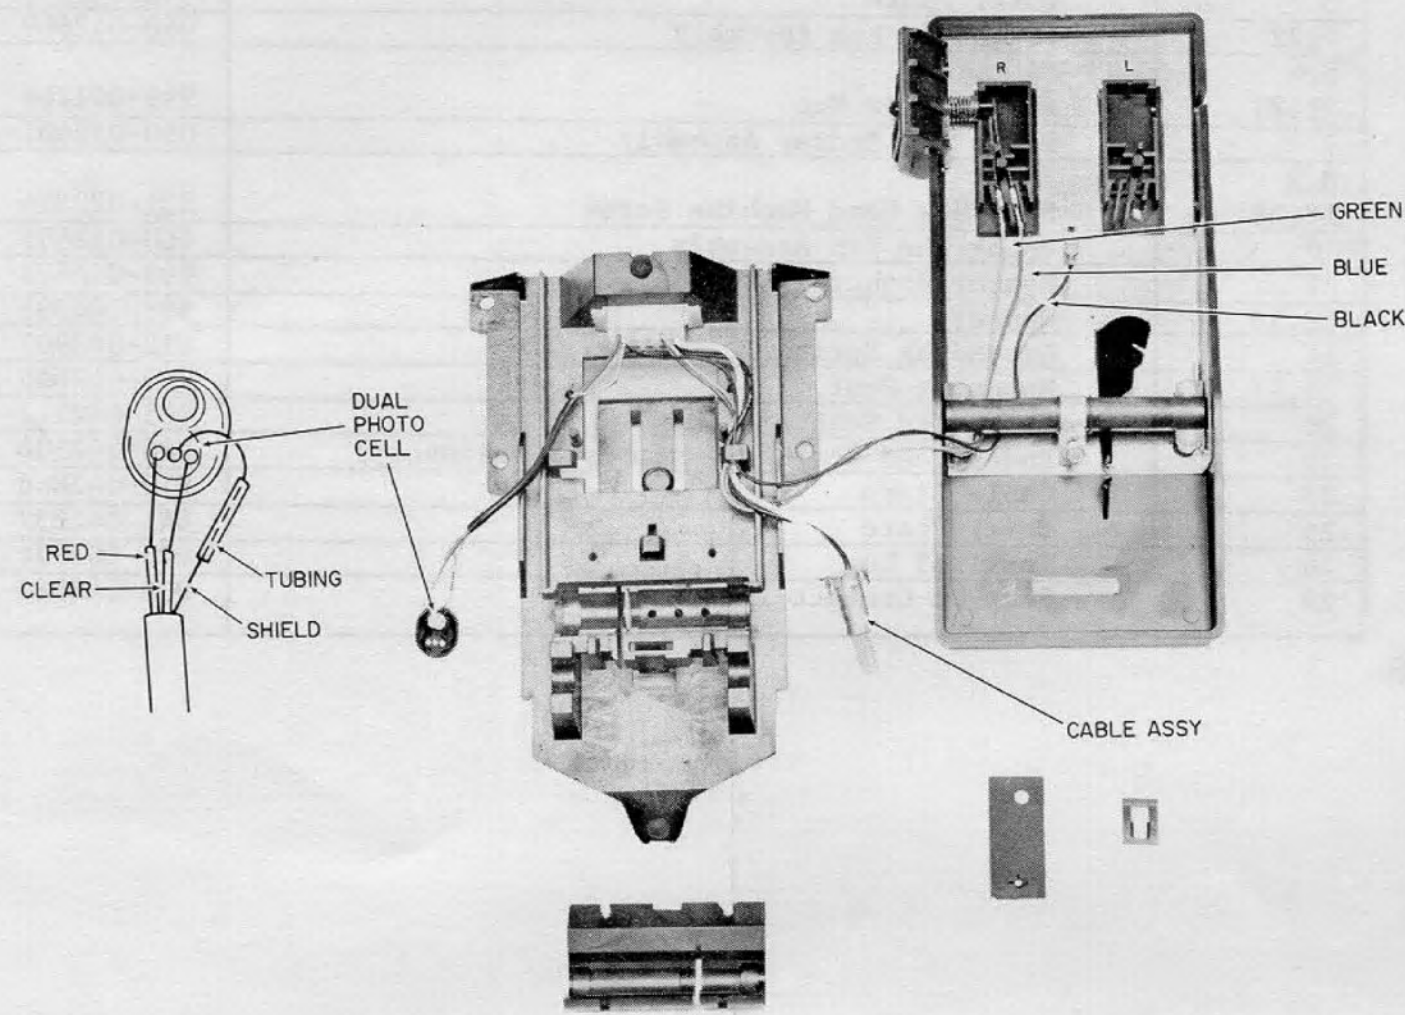 R
L
GREEN
BLUE
BLACK
DUAL
PHOTO
CELL
RED
CLEAR
TUBING
SHIELD
CABLE ASSY